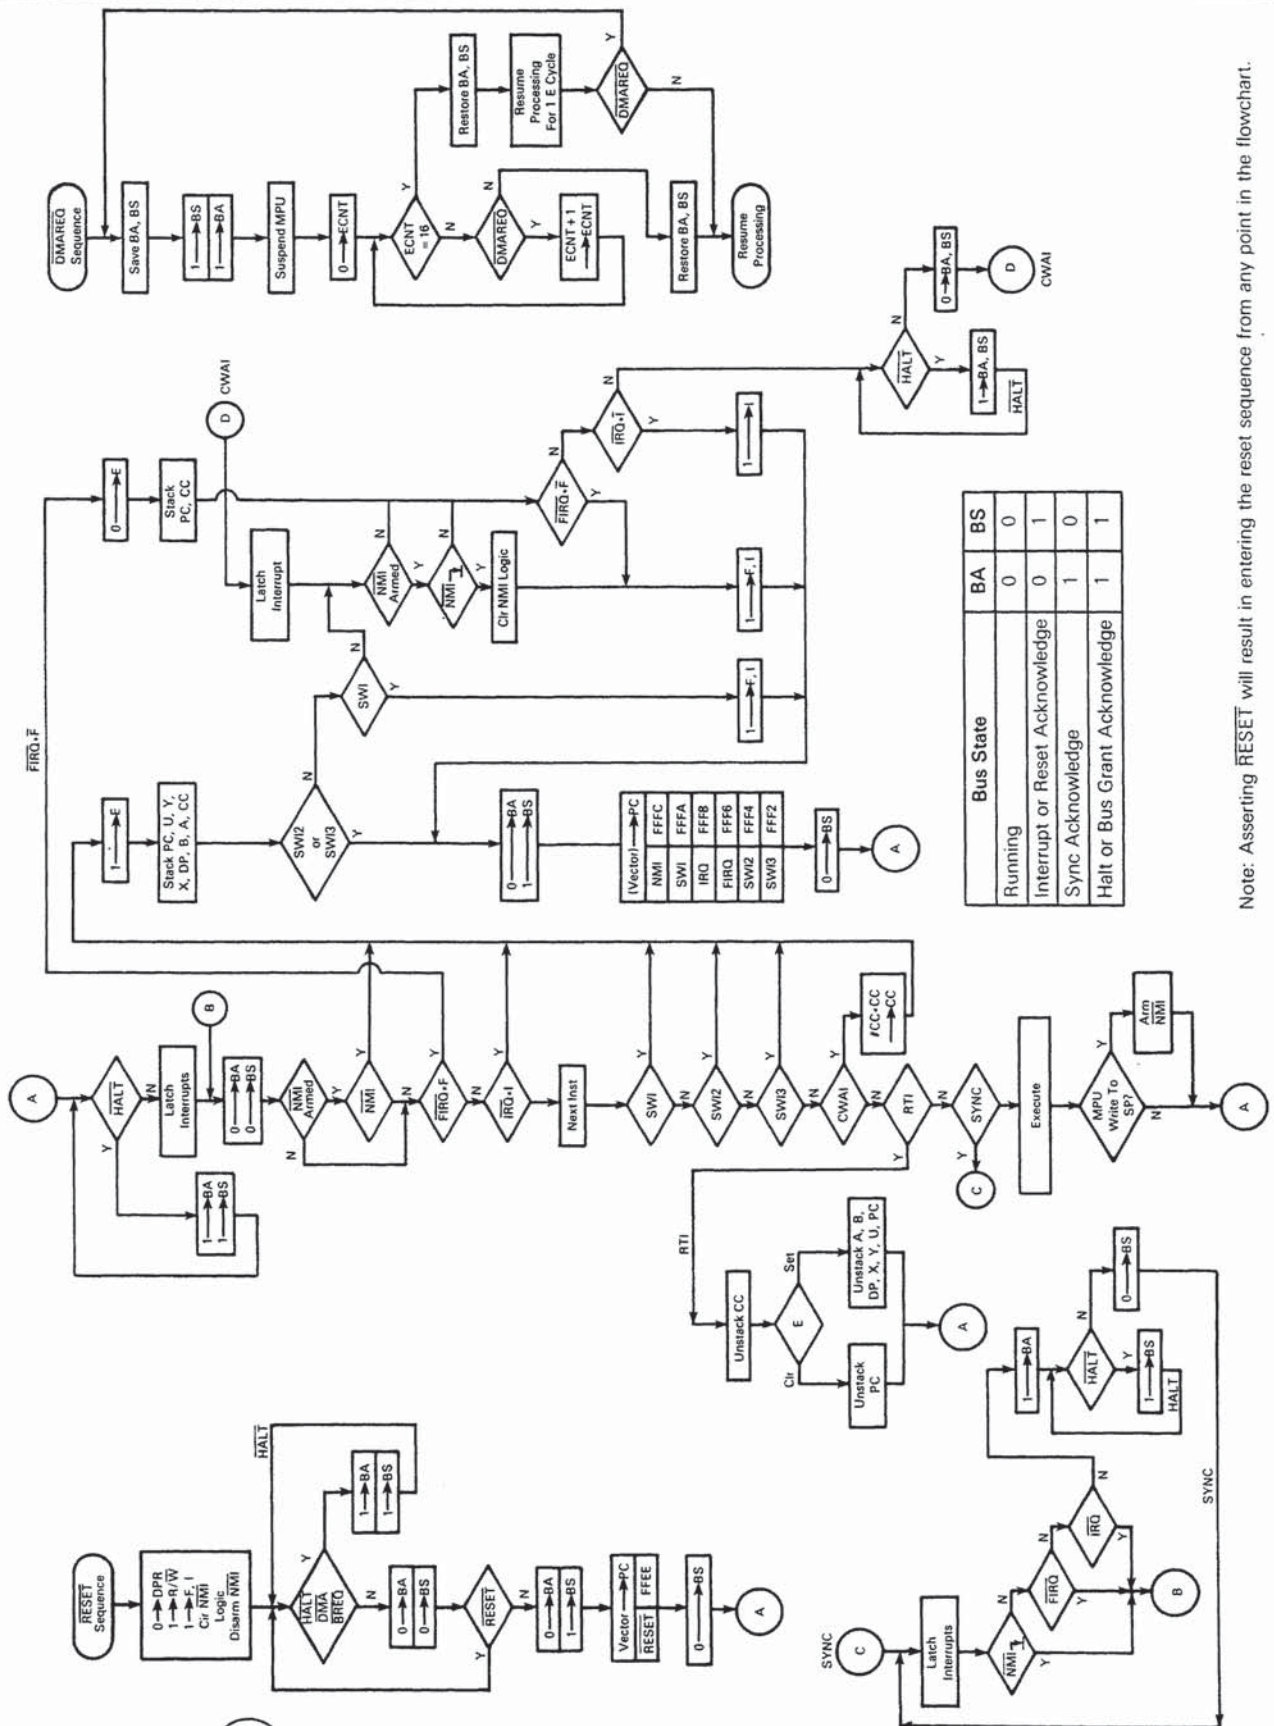 RESET
Sequence
0→DPR
1→R/W
1→F, I
Clr NMI
Logic
Disarm NMI
HALT
DMA
BREQ
Y
N
HALT
1→BA
1→BS
0→BA
0→BS
RESET
Y
N
0→BA
1→BS
Vector→PC
RESET FFEE
0→BS
A
SYNC
C
Latch
Interrupts
NMI
Y
N
FIRQ
Y
N
IRQ
Y
N
B
1→BA
HALT
Y
N
1→BS
HALT
0→BS
SYNC
A
HALT
Y
N
1→BA
1→BS
Latch
Interrupts
B
0→BA
0→BS
NMI
Armed
Y
N
NMI
Y
N
FIRQ•F
Y
N
IRQ•I
Y
N
Next Inst
SWI
Y
N
SWI2
Y
N
SWI3
Y
N
CWAI
Y
N
ICC•CC
→CC
RTI
Y
N
SYNC
Y
N
C
Execute
MPU
Write To
SP?
Y
N
Arm
NMI
A
RTI
Unstack CC
E
Clr
Set
Unstack
PC
Unstack A, B,
DP, X, Y, U, PC
A
FIRQ•F
1→E
Stack PC, U, Y,
X, DP, B, A, CC
SWI2
or
SWI3
Y
N
SWI
Y
N
0→BA
1→BS
(Vector)→PC
NMI FFFC
SWI FFFA
IRQ FFF8
FIRQ FFF6
SWI2 FFF4
SWI3 FFF2
0→BS
A
0→E
Stack
PC, CC
D
CWAI
Latch
Interrupt
NMI
Armed
Y
N
NMI
Y
N
Clr NMI Logic
FIRQ•F
Y
N
IRQ•I
Y
N
1→F, I
1→F, I
1→I
HALT
Y
N
1→BA, BS
HALT
0→BA, BS
D
CWAI
DMAREQ
Sequence
Save BA, BS
1→BS
1→BA
Suspend MPU
0→ECNT
ECNT
= 16
Y
N
DMAREQ
Y
N
ECNT + 1
→ECNT
Restore BA, BS
Resume
Processing
For 1 E Cycle
DMAREQ
Y
N
Restore BA, BS
Resume
Processing
Bus State BA BS
Running 0 0
Interrupt or Reset Acknowledge 0 1
Sync Acknowledge 1 0
Halt or Bus Grant Acknowledge 1 1
Note: Asserting RESET will result in entering the reset sequence from any point in the flowchart.